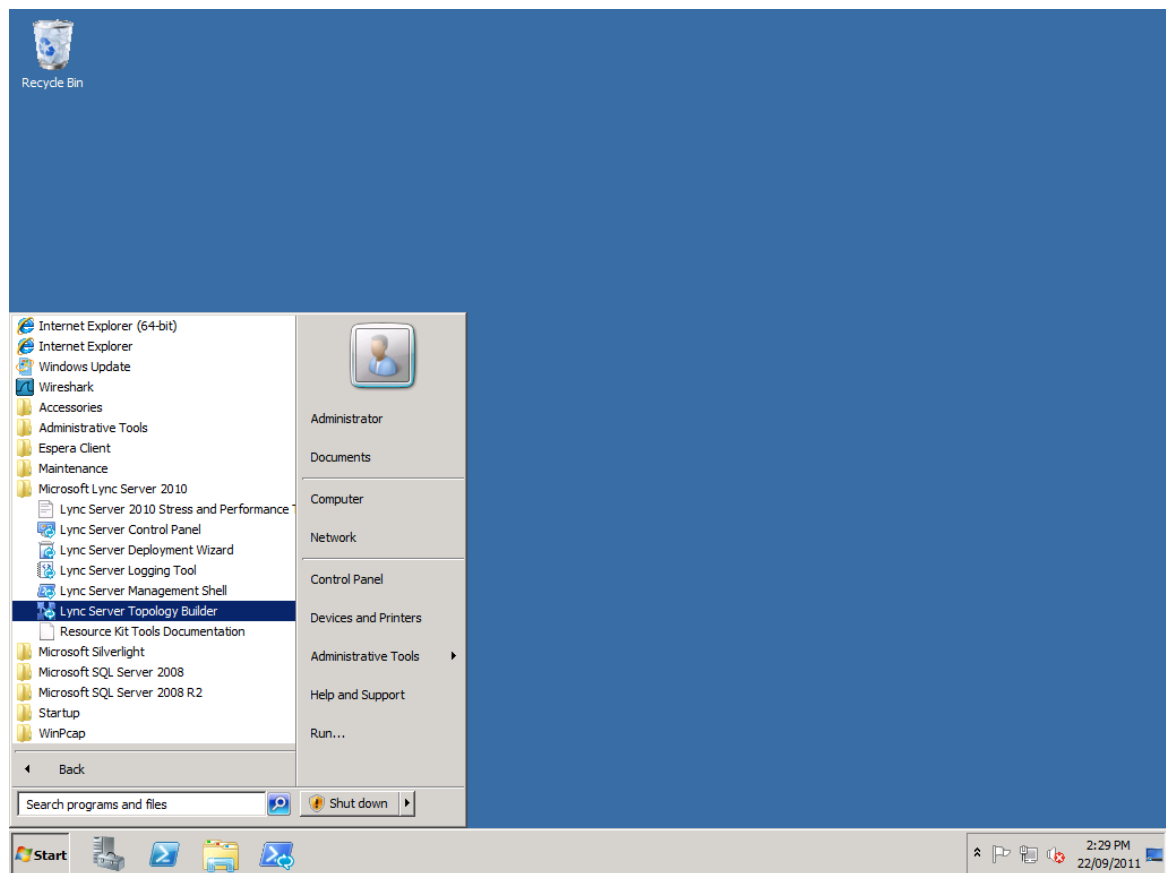 Recycle Bin
Internet Explorer (64-bit)
Internet Explorer
Windows Update
Wireshark
Accessories
Administrative Tools
Espera Client
Maintenance
Microsoft Lync Server 2010
Lync Server 2010 Stress and Performance T
Lync Server Control Panel
Lync Server Deployment Wizard
Lync Server Logging Tool
Lync Server Management Shell
Lync Server Topology Builder
Resource Kit Tools Documentation
Microsoft Silverlight
Microsoft SQL Server 2008
Microsoft SQL Server 2008 R2
Startup
WinPcap
Back
Search programs and files
Administrator
Documents
Computer
Network
Control Panel
Devices and Printers
Administrative Tools
Help and Support
Run...
Shut down
Start
2:29 PM
22/09/2011